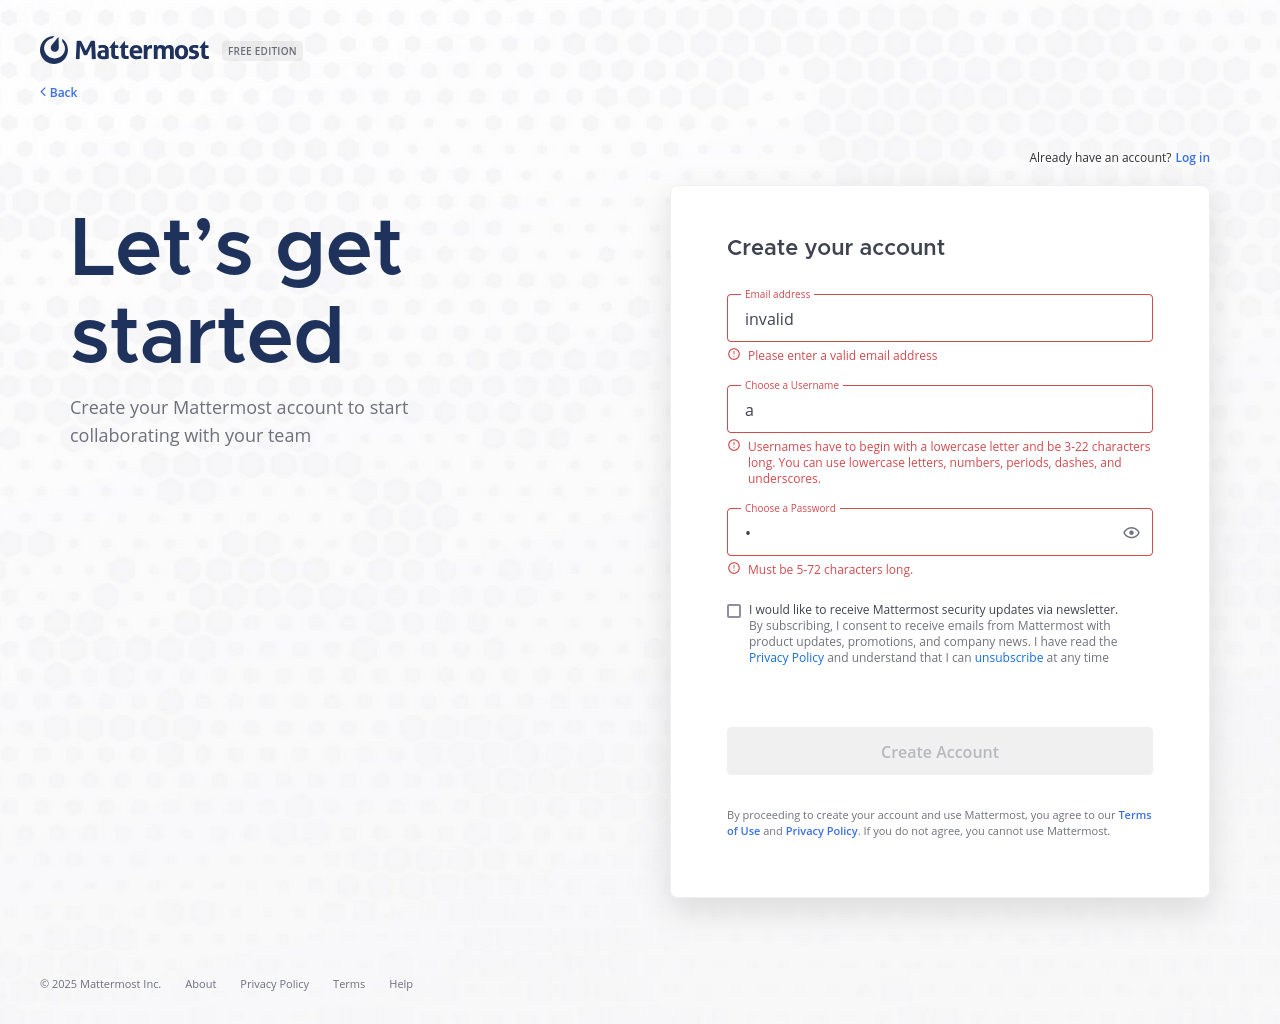 Mattermost
FREE EDITION
Back
Already have an account? Log in
Let’s get
started
Create your Mattermost account to start
collaborating with your team
Create your account
Email address
invalid
Please enter a valid email address
Choose a Username
a
Usernames have to begin with a lowercase letter and be 3-22 characters
long. You can use lowercase letters, numbers, periods, dashes, and
underscores.
Choose a Password
•
Must be 5-72 characters long.
I would like to receive Mattermost security updates via newsletter.
By subscribing, I consent to receive emails from Mattermost with
product updates, promotions, and company news. I have read the
Privacy Policy and understand that I can unsubscribe at any time
Create Account
By proceeding to create your account and use Mattermost, you agree to our Terms
of Use and Privacy Policy. If you do not agree, you cannot use Mattermost.
© 2025 Mattermost Inc. About Privacy Policy Terms Help